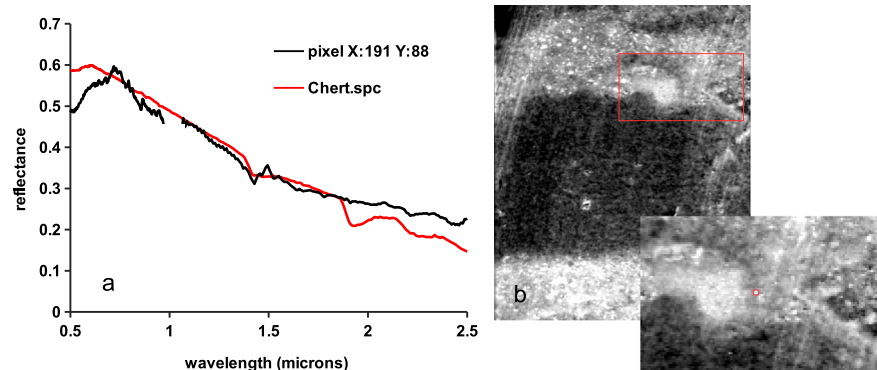 0.7
0.6
0.5
0.4
0.3
0.2
0.1
0
reflectance
pixel X:191 Y:88
Chert.spc
a
0.5 1 1.5 2 2.5
wavelength (microns)
b